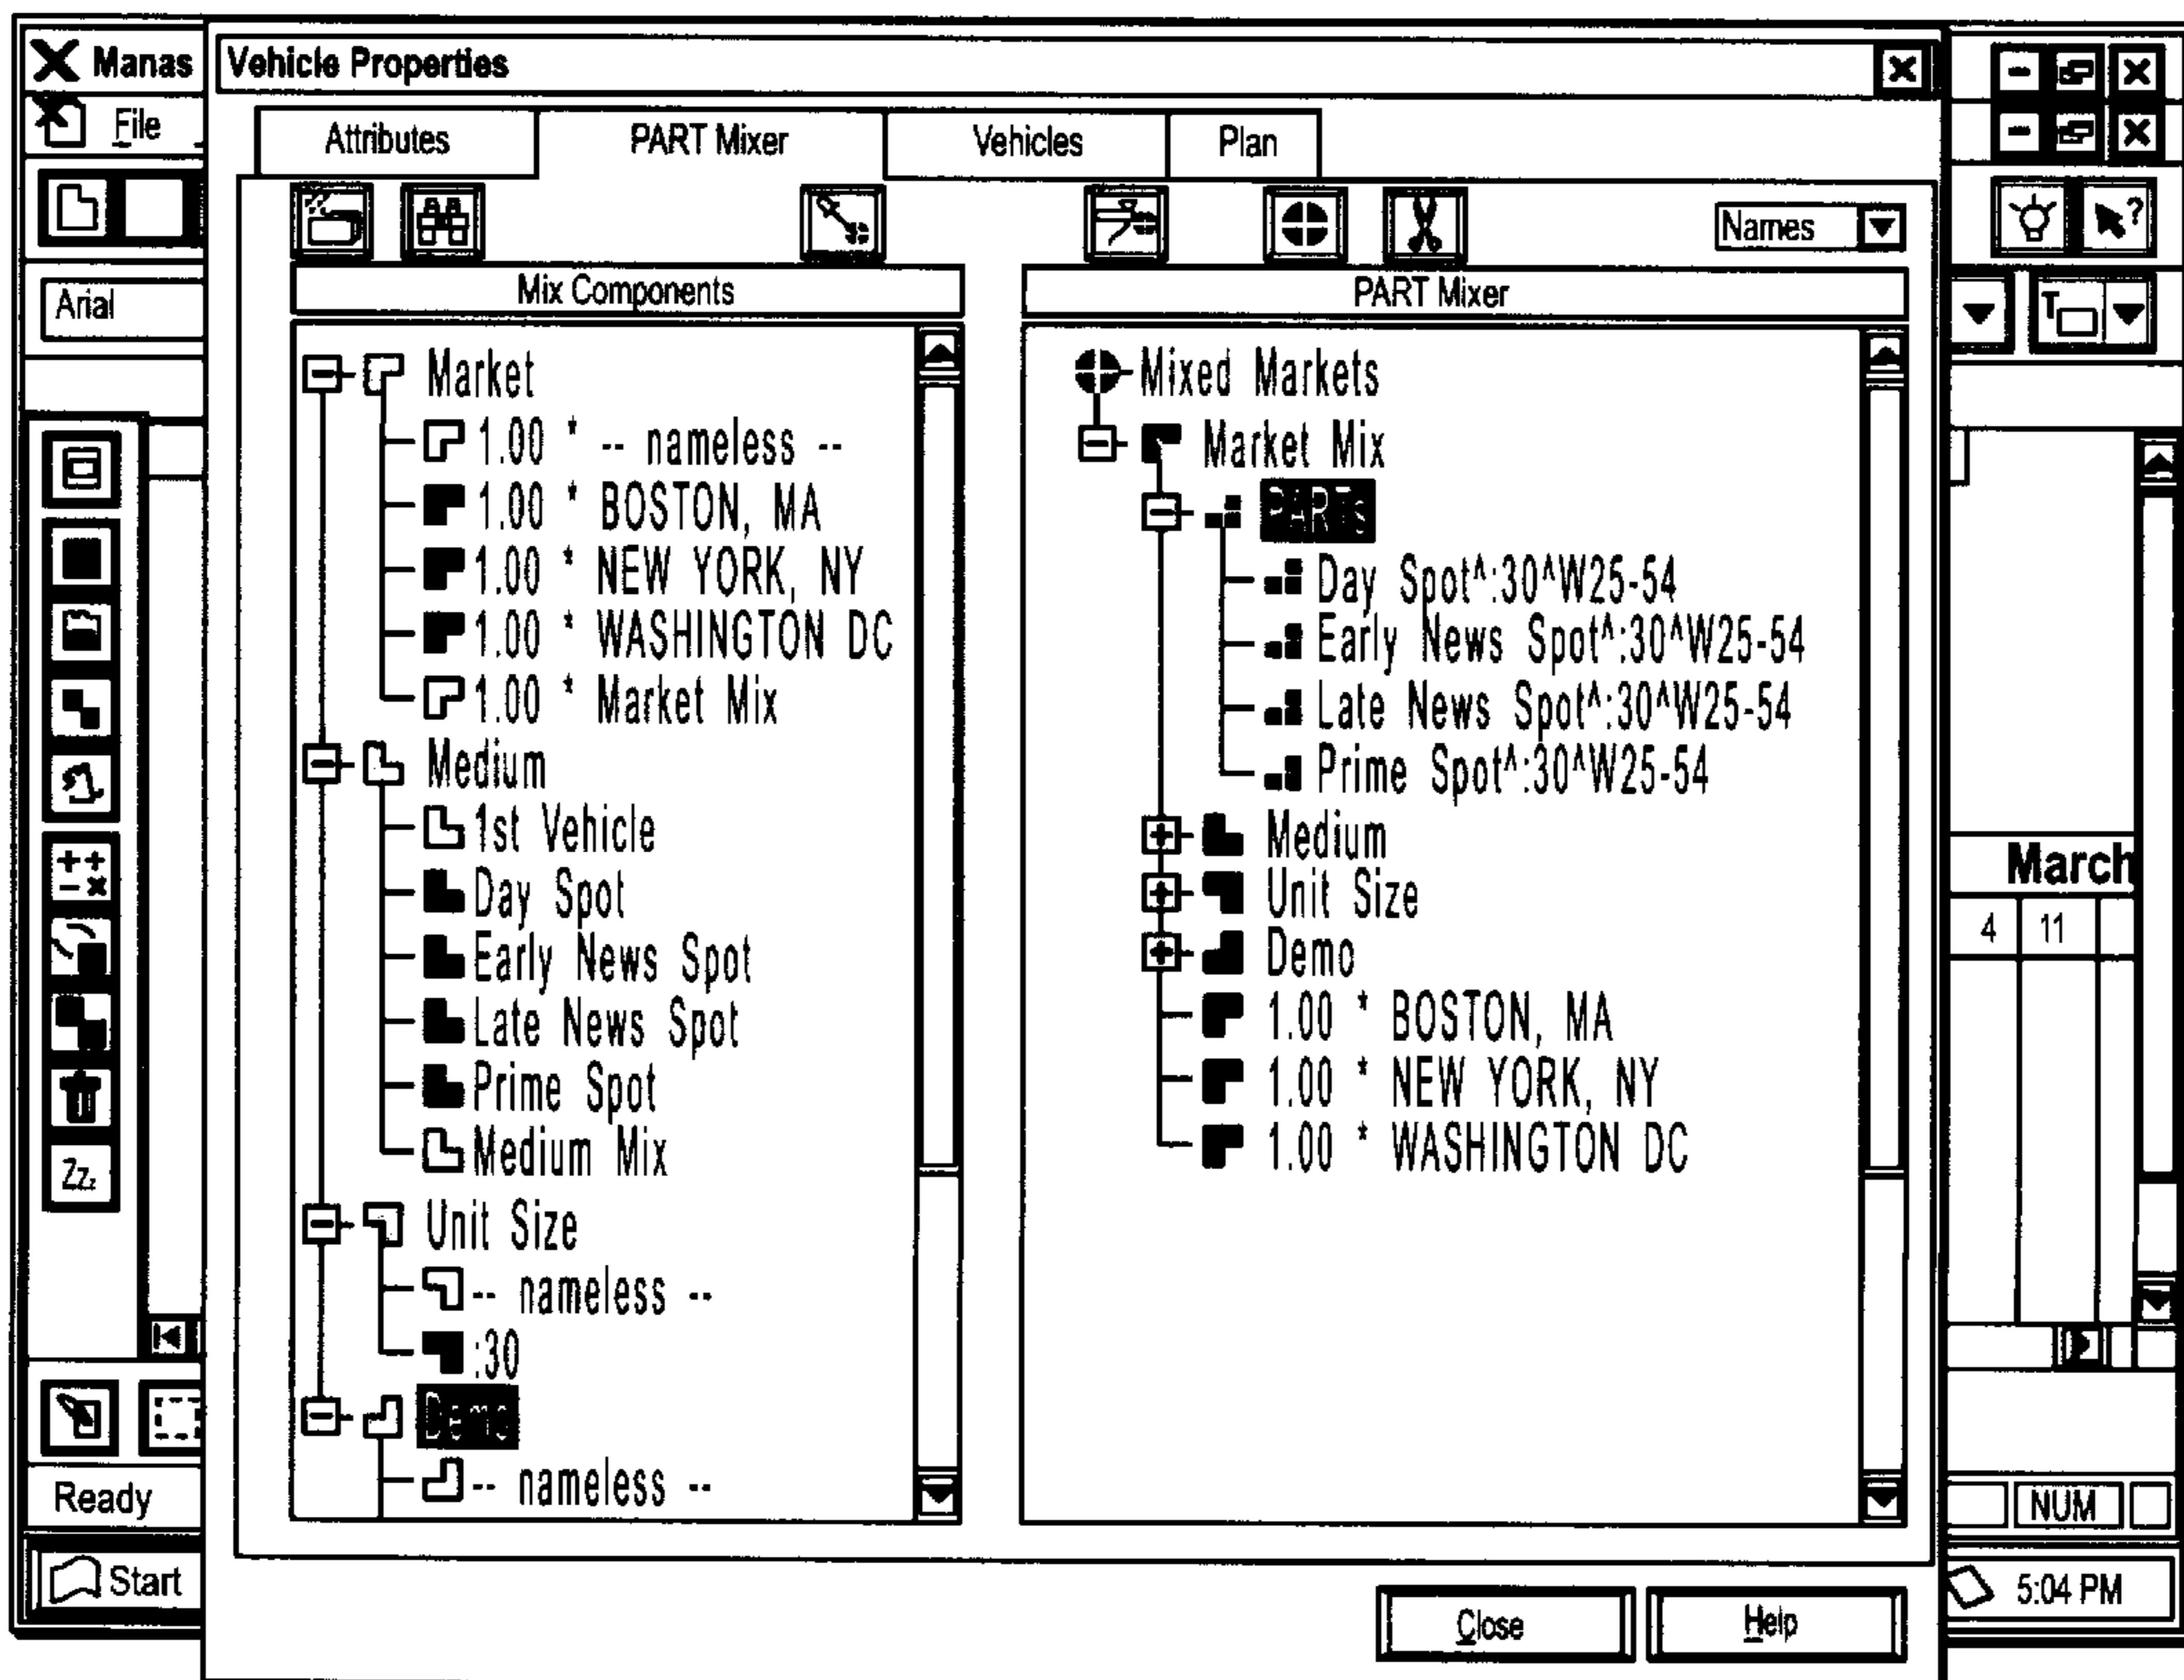 Manas
Vehicle Properties
File
Attributes
PART Mixer
Vehicles
Plan
Names
?
Arial
T
Mix Components
PART Mixer
Market
1.00 * -- nameless --
1.00 * BOSTON, MA
1.00 * NEW YORK, NY
1.00 * WASHINGTON DC
1.00 * Market Mix
Medium
1st Vehicle
Day Spot
Early News Spot
Late News Spot
Prime Spot
Medium Mix
Unit Size
-- nameless --
:30
Demo
-- nameless --
Mixed Markets
Market Mix
PARTs
Day Spot^:30^W25-54
Early News Spot^:30^W25-54
Late News Spot^:30^W25-54
Prime Spot^:30^W25-54
Medium
Unit Size
Demo
1.00 * BOSTON, MA
1.00 * NEW YORK, NY
1.00 * WASHINGTON DC
March
4 11
Zzz
Ready
NUM
Start
5:04 PM
Close
Help